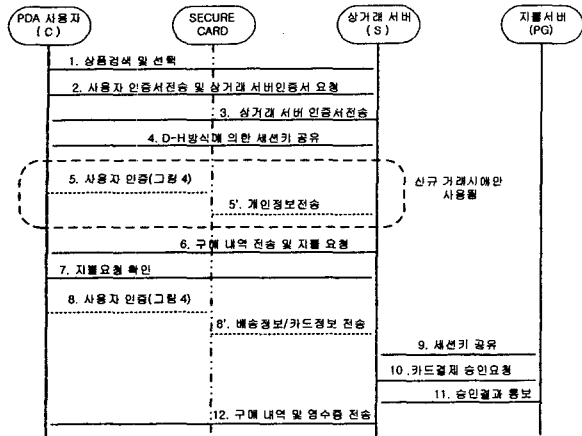 PDA 사용자
( C )
SECURE
CARD
상거래 서버
( S )
지불서버
(PG)
1. 상품검색 및 선택
2. 사용자 인증서전송 및 상거래 서버인증서 요청
3. 상거래 서버 인증서전송
4. D-H방식에 의한 세션키 공유
5. 사용자 인증(그림 4)
5'. 개인정보전송
신규 거래시에만
사용됨
6. 구매 내역 전송 및 지불 요청
7. 지불요청 확인
8. 사용자 인증(그림 4)
8'. 배송정보/카드정보 전송
9. 세션키 공유
10 .카드결제 승인요청
11. 승인결과 통보
12. 구매 내역 및 영수증 전송